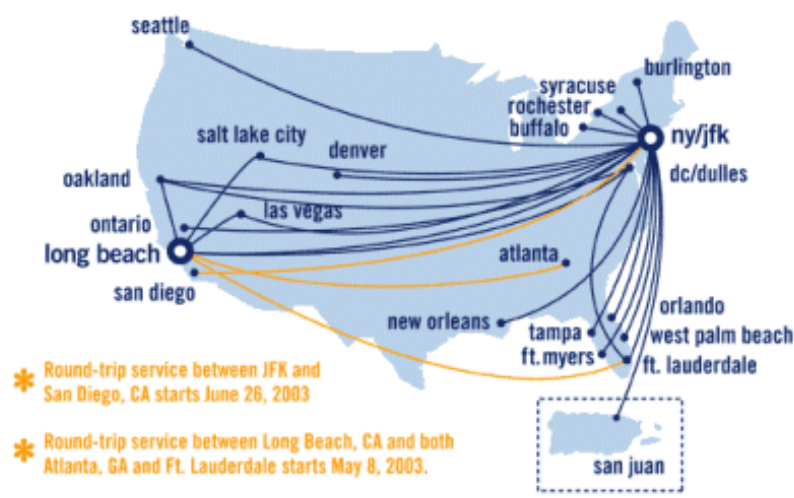 seattle
burlington
syracuse
rochester
buffalo
ny/jfk
salt lake city
denver
dc/dulles
oakland
las vegas
ontario
long beach
atlanta
san diego
new orleans
orlando
tampa
west palm beach
ft.myers
ft. lauderdale
* Round-trip service between JFK and
San Diego, CA starts June 26, 2003
* Round-trip service between Long Beach, CA and both
Atlanta, GA and Ft. Lauderdale starts May 8, 2003.
san juan